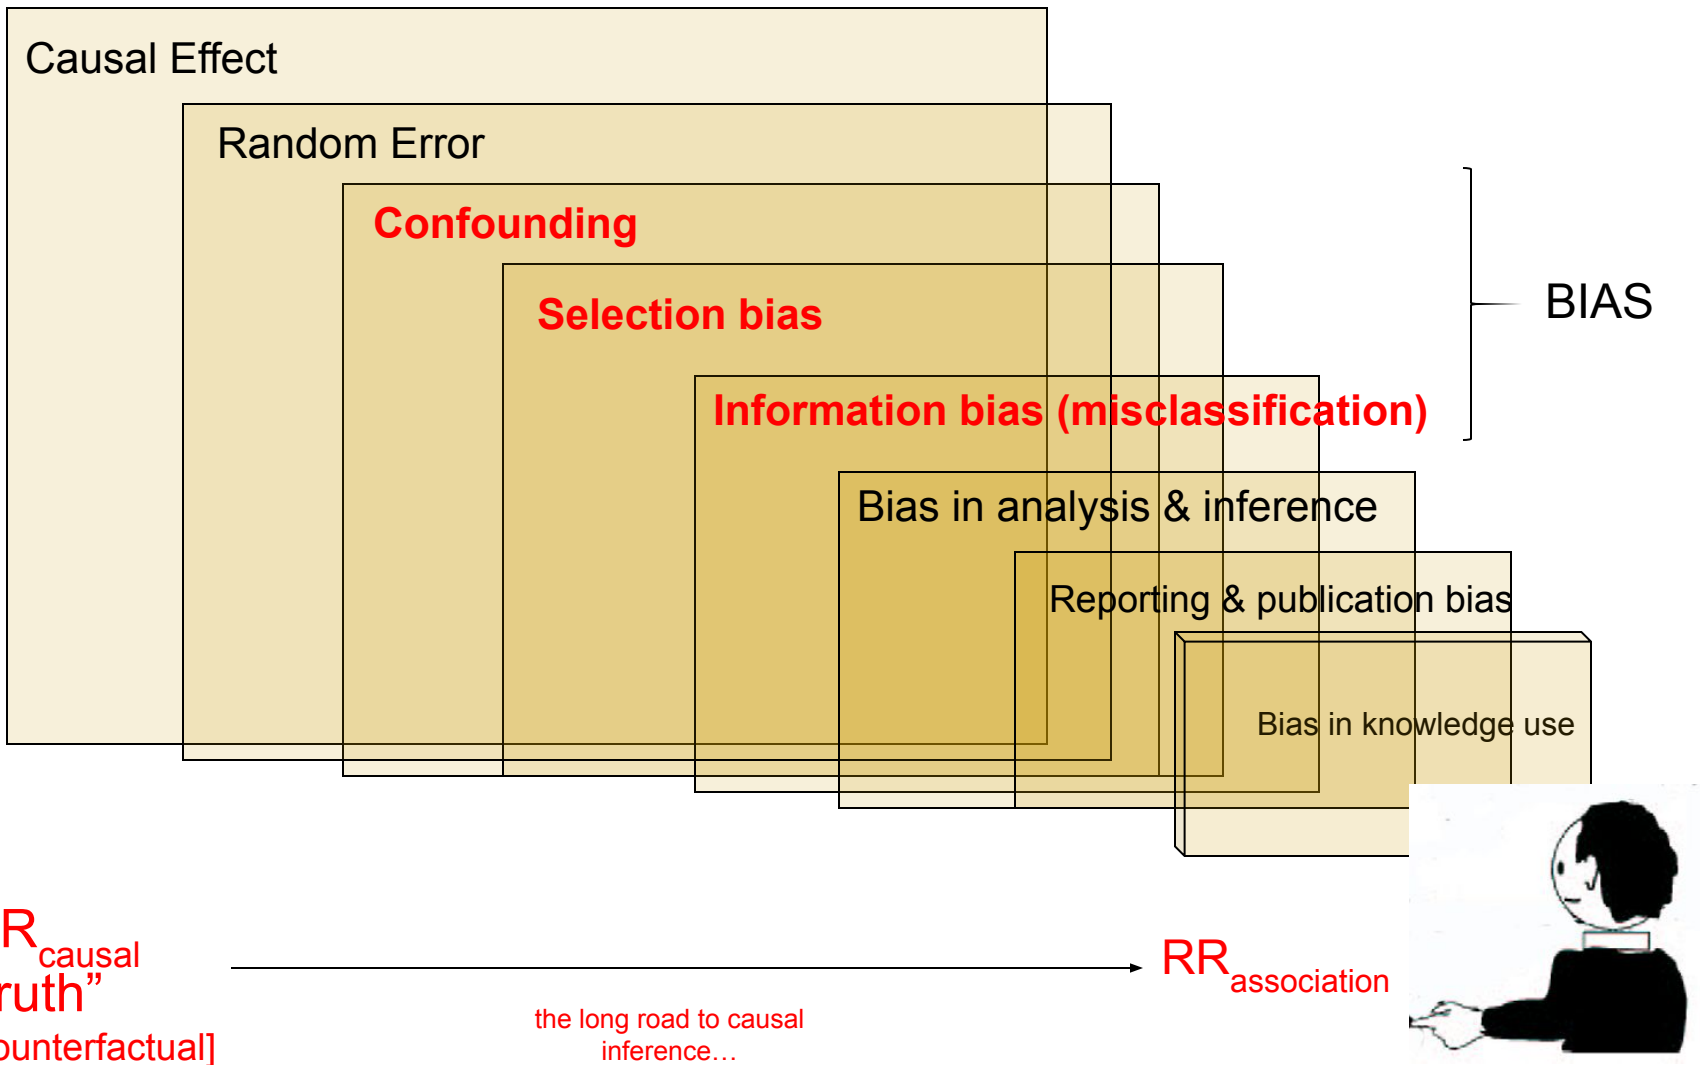 Causal Effect
Random Error
Confounding
Selection bias
BIAS
Information bias (misclassification)
Bias in analysis & inference
Reporting & publication bias
Bias in knowledge use
R causal
ruth”
ounterfactual]
RR association
the long road to causal
inference…